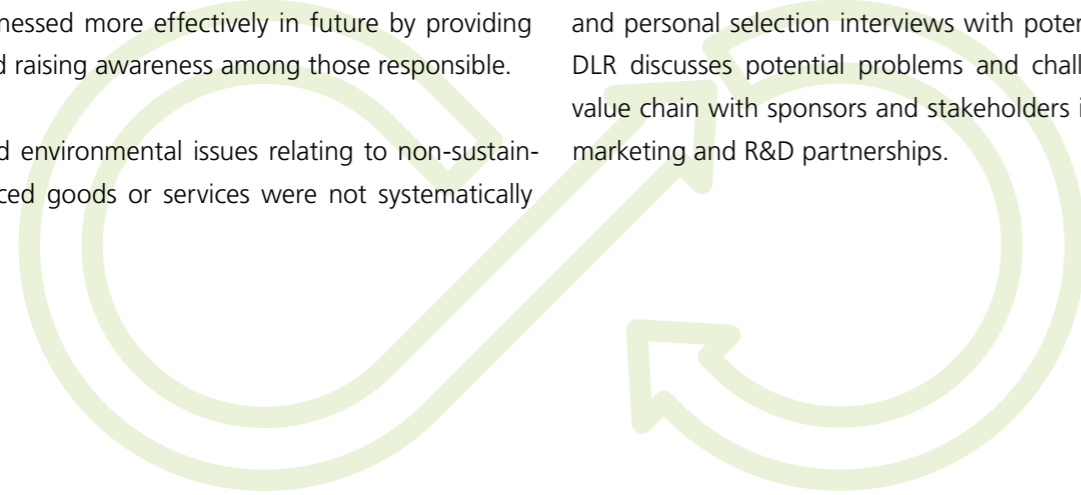 nessed more effectively in future by providing
d raising awareness among those responsible.
d environmental issues relating to non-sustain-
ced goods or services were not systematically
and personal selection interviews with poten
DLR discusses potential problems and chall
value chain with sponsors and stakeholders i
marketing and R&D partnerships.